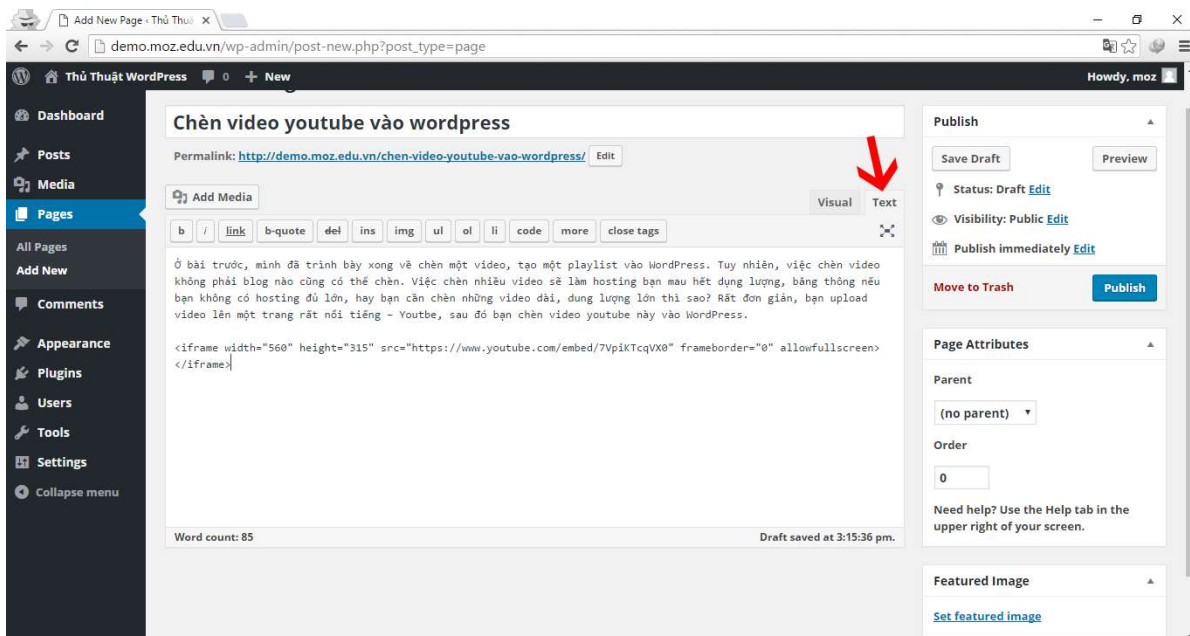 Add New Page ‹ Thủ Thuậ
demo.moz.edu.vn/wp-admin/post-new.php?post_type=page
Thủ Thuật WordPress 0 + New Howdy, moz
Dashboard
Posts
Media
Pages
All Pages
Add New
Comments
Appearance
Plugins
Users
Tools
Settings
Collapse menu
Chèn video youtube vào wordpress
Permalink: http://demo.moz.edu.vn/chen-video-youtube-vao-wordpress/ Edit
Add Media
Visual Text
b i link b-quote del ins img ul ol li code more close tags
Ở bài trước, mình đã trình bày xong về chèn một video, tạo một playlist vào WordPress. Tuy nhiên, việc chèn video
không phải blog nào cũng có thể chèn. Việc chèn nhiều video sẽ làm hosting bạn mau hết dụng lượng, băng thông nếu
bạn không có hosting đủ lớn, hay bạn cần chèn những video dài, dung lượng lớn thì sao? Rất đơn giản, bạn upload
video lên một trang rất nổi tiếng – Youtbe, sau đó bạn chèn video youtube này vào WordPress.
<iframe width="560" height="315" src="https://www.youtube.com/embed/7VpiKTcqVX0" frameborder="0" allowfullscreen>
</iframe>
Word count: 85 Draft saved at 3:15:36 pm.
Publish
Save Draft Preview
Status: Draft Edit
Visibility: Public Edit
Publish immediately Edit
Move to Trash Publish
Page Attributes
Parent
(no parent)
Order
0
Need help? Use the Help tab in the
upper right of your screen.
Featured Image
Set featured image